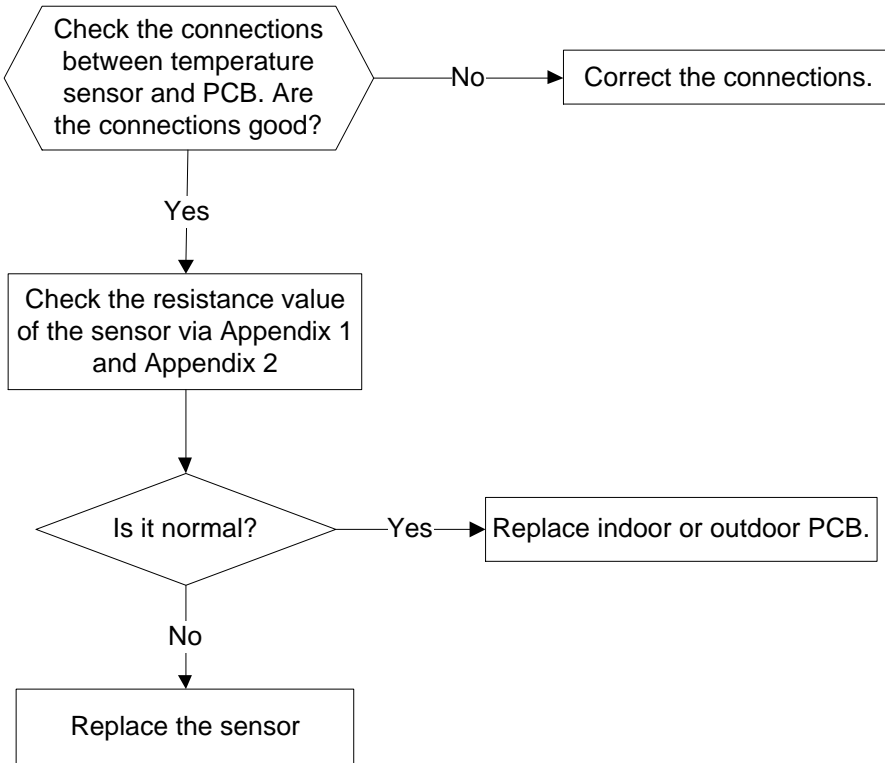 Check the connections
between temperature
sensor and PCB. Are
the connections good?
No
Correct the connections.
Yes
Check the resistance value
of the sensor via Appendix 1
and Appendix 2
Is it normal?
Yes
Replace indoor or outdoor PCB.
No
Replace the sensor